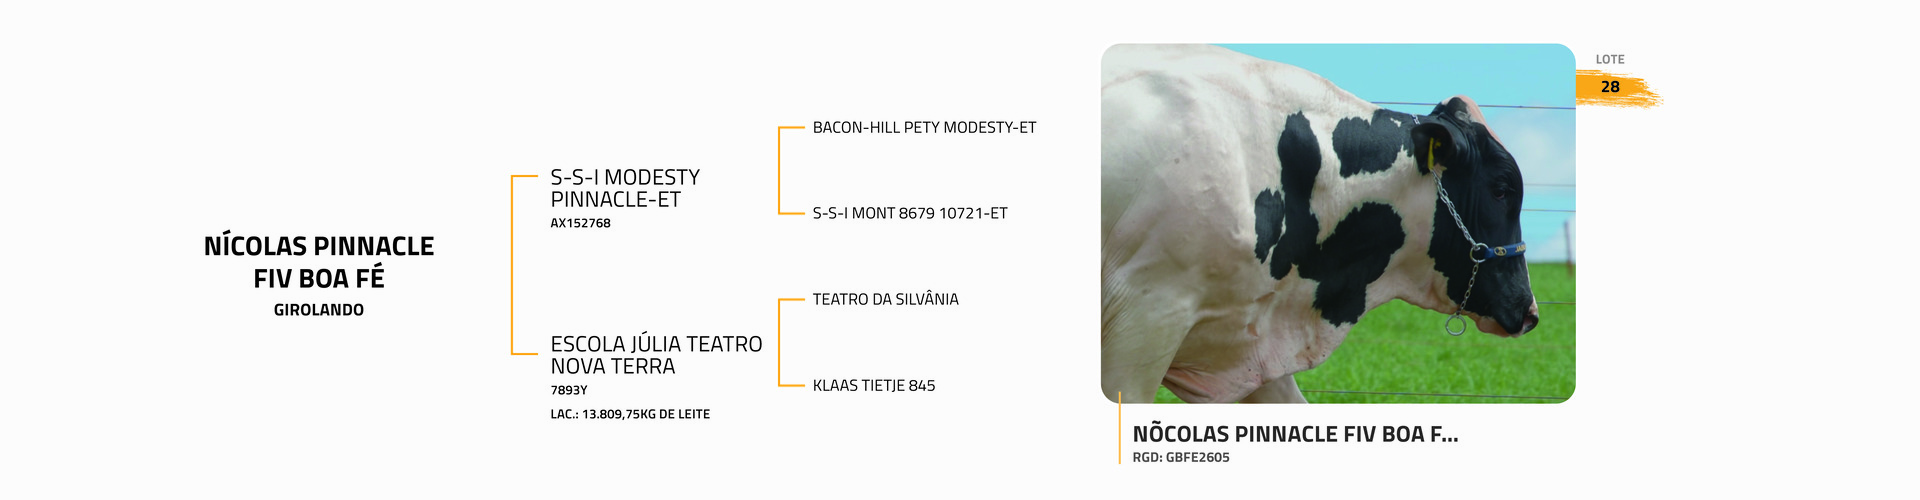 NÍCOLAS PINNACLE
FIV BOA FÉ
GIROLANDO
S-S-I MODESTY
PINNACLE-ET
AX152768
ESCOLA JÚLIA TEATRO
NOVA TERRA
7893Y
LAC.: 13.809,75KG DE LEITE
BACON-HILL PETY MODESTY-ET
S-S-I MONT 8679 10721-ET
TEATRO DA SILVÂNIA
KLAAS TIETJE 845
LOTE
28
NÕCOLAS PINNACLE FIV BOA F...
RGD: GBFE2605